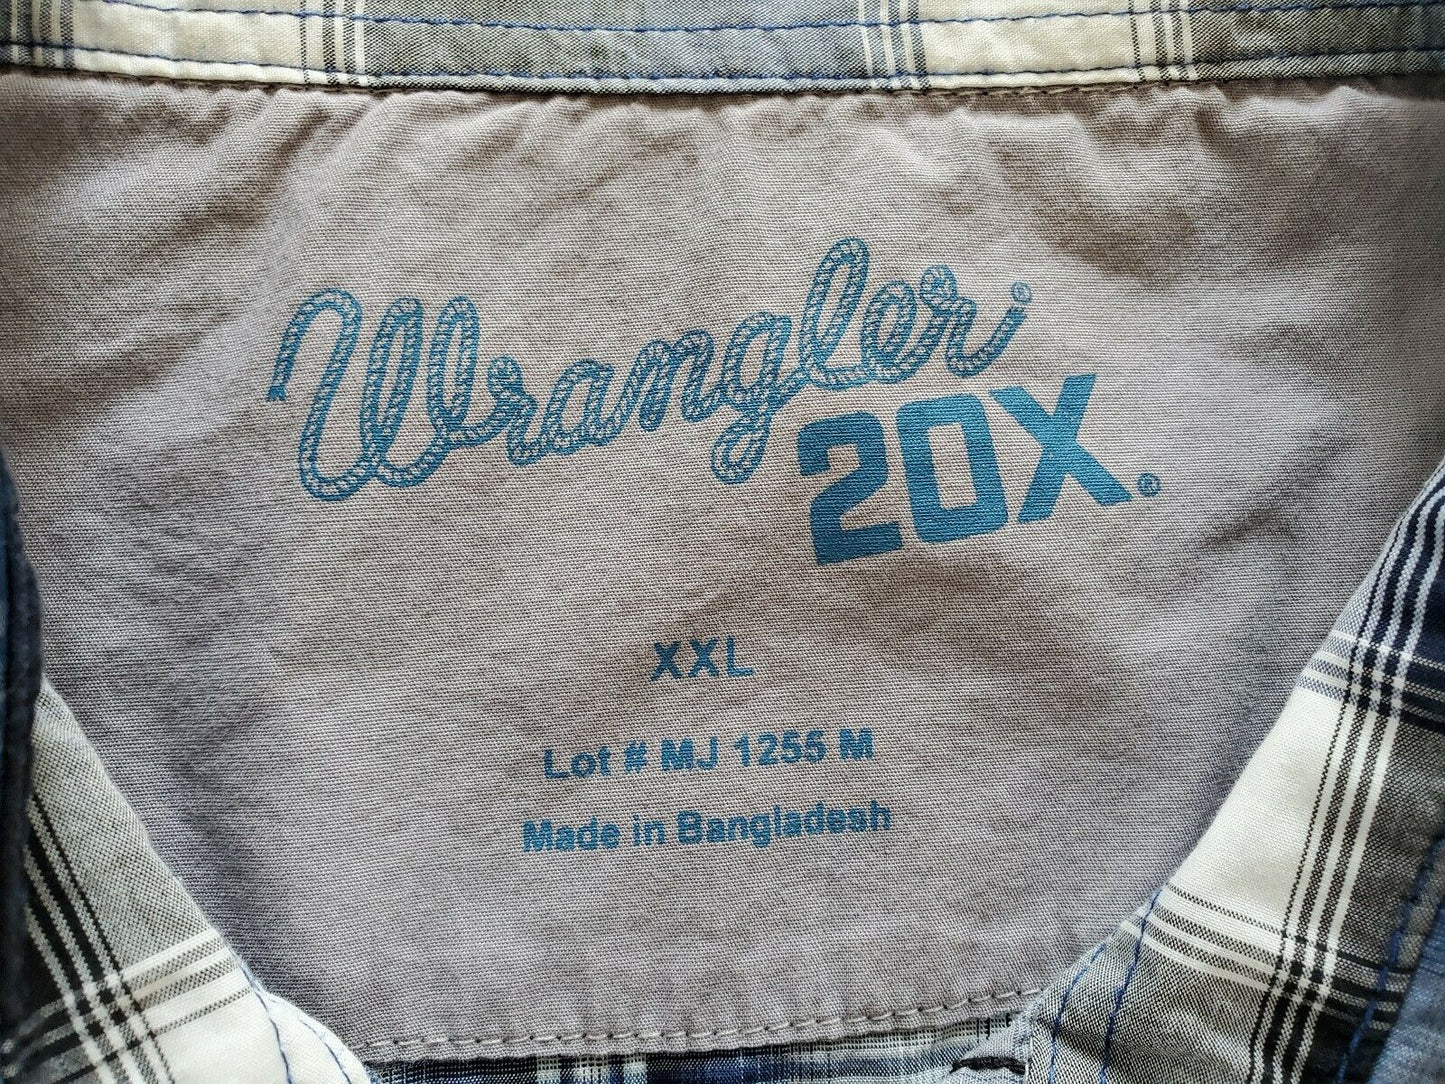 Wrangler®
20X®
XXL
Lot # MJ 1255 M
Made in Bangladesh